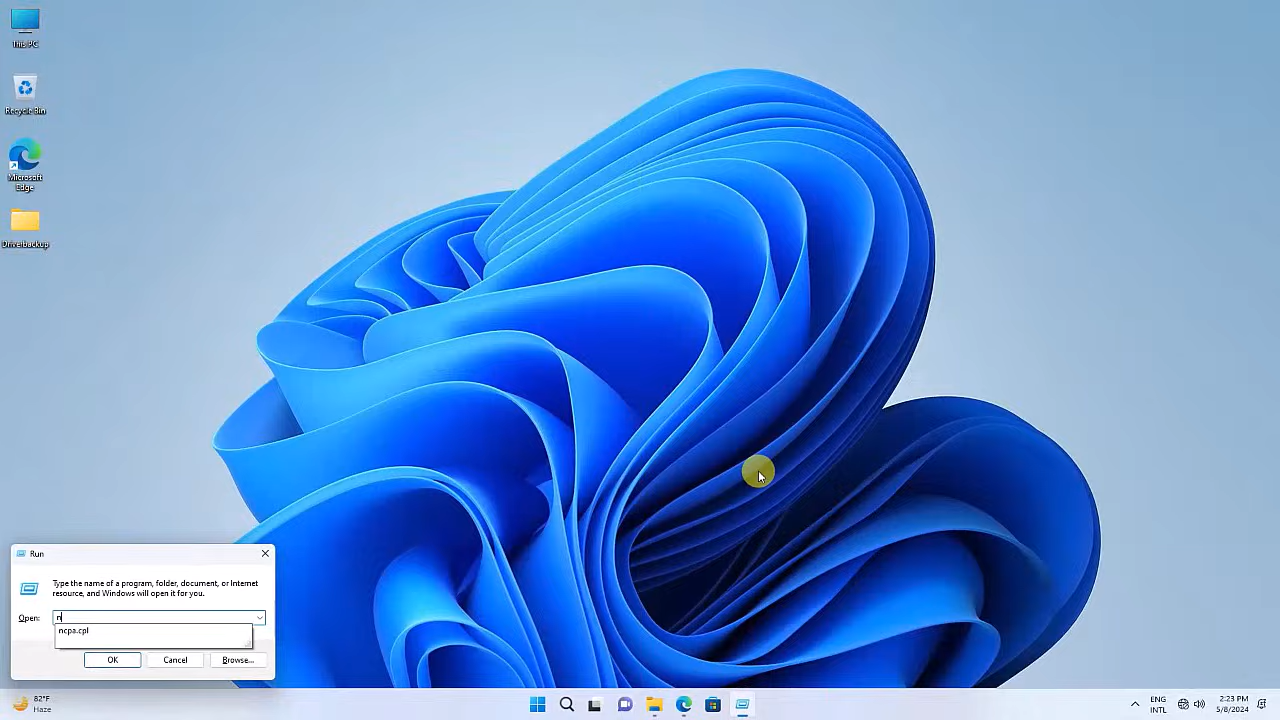 This PC
Recycle Bin
Microsoft
Edge
Drivebackup
Run
Type the name of a program, folder, document, or Internet
resource, and Windows will open it for you.
Open: n
ncpa.cpl
OK Cancel Browse...
82°F
Haze
ENG
INTL
2:23 PM
5/8/2024